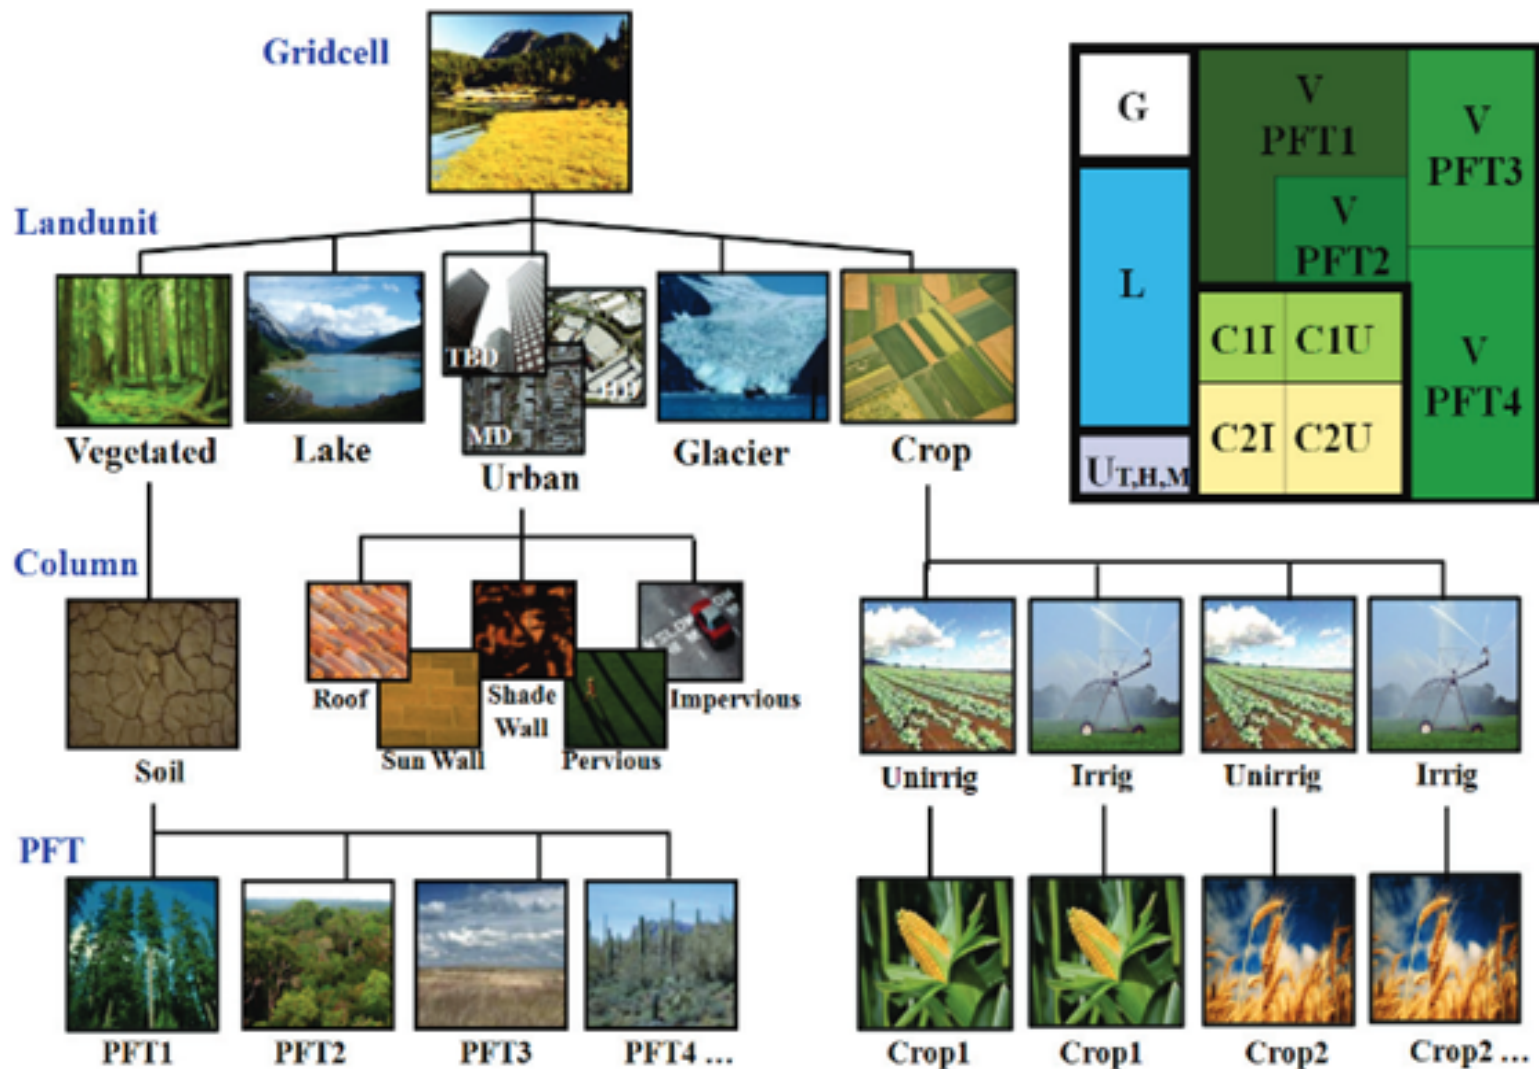 Gridcell
G
V
PFT1
V
PFT3
V
PFT2
Landunit
L
TBD
MD
C1I
C1U
V
PFT4
Vegetated
Lake
Urban
Glacier
Crop
C2I
C2U
UT,H,M
Column
Roof
Shade
Wall
Impervious
Sun Wall
Pervious
Soil
Unirrig
Irrig
Unirrig
Irrig
SLOW
PFT
PFT1
PFT2
PFT3
PFT4 ...
Crop1
Crop1
Crop2
Crop2 ...